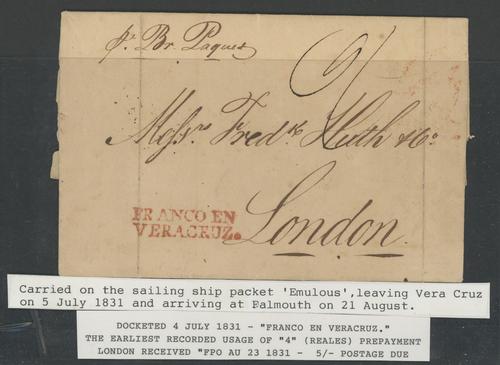 pr. Br. Paquet
Messrs. Fredk. Huth & Co.
London.
FRANCO EN
VERACRUZ.
Carried on the sailing ship packet 'Emulous', leaving Vera Cruz
on 5 July 1831 and arriving at Falmouth on 21 August.
DOCKETED 4 JULY 1831 - "FRANCO EN VERACRUZ."
THE EARLIEST RECORDED USAGE OF "4" (REALES) PREPAYMENT
LONDON RECEIVED "FPO AU 23 1831 - 5/- POSTAGE DUE